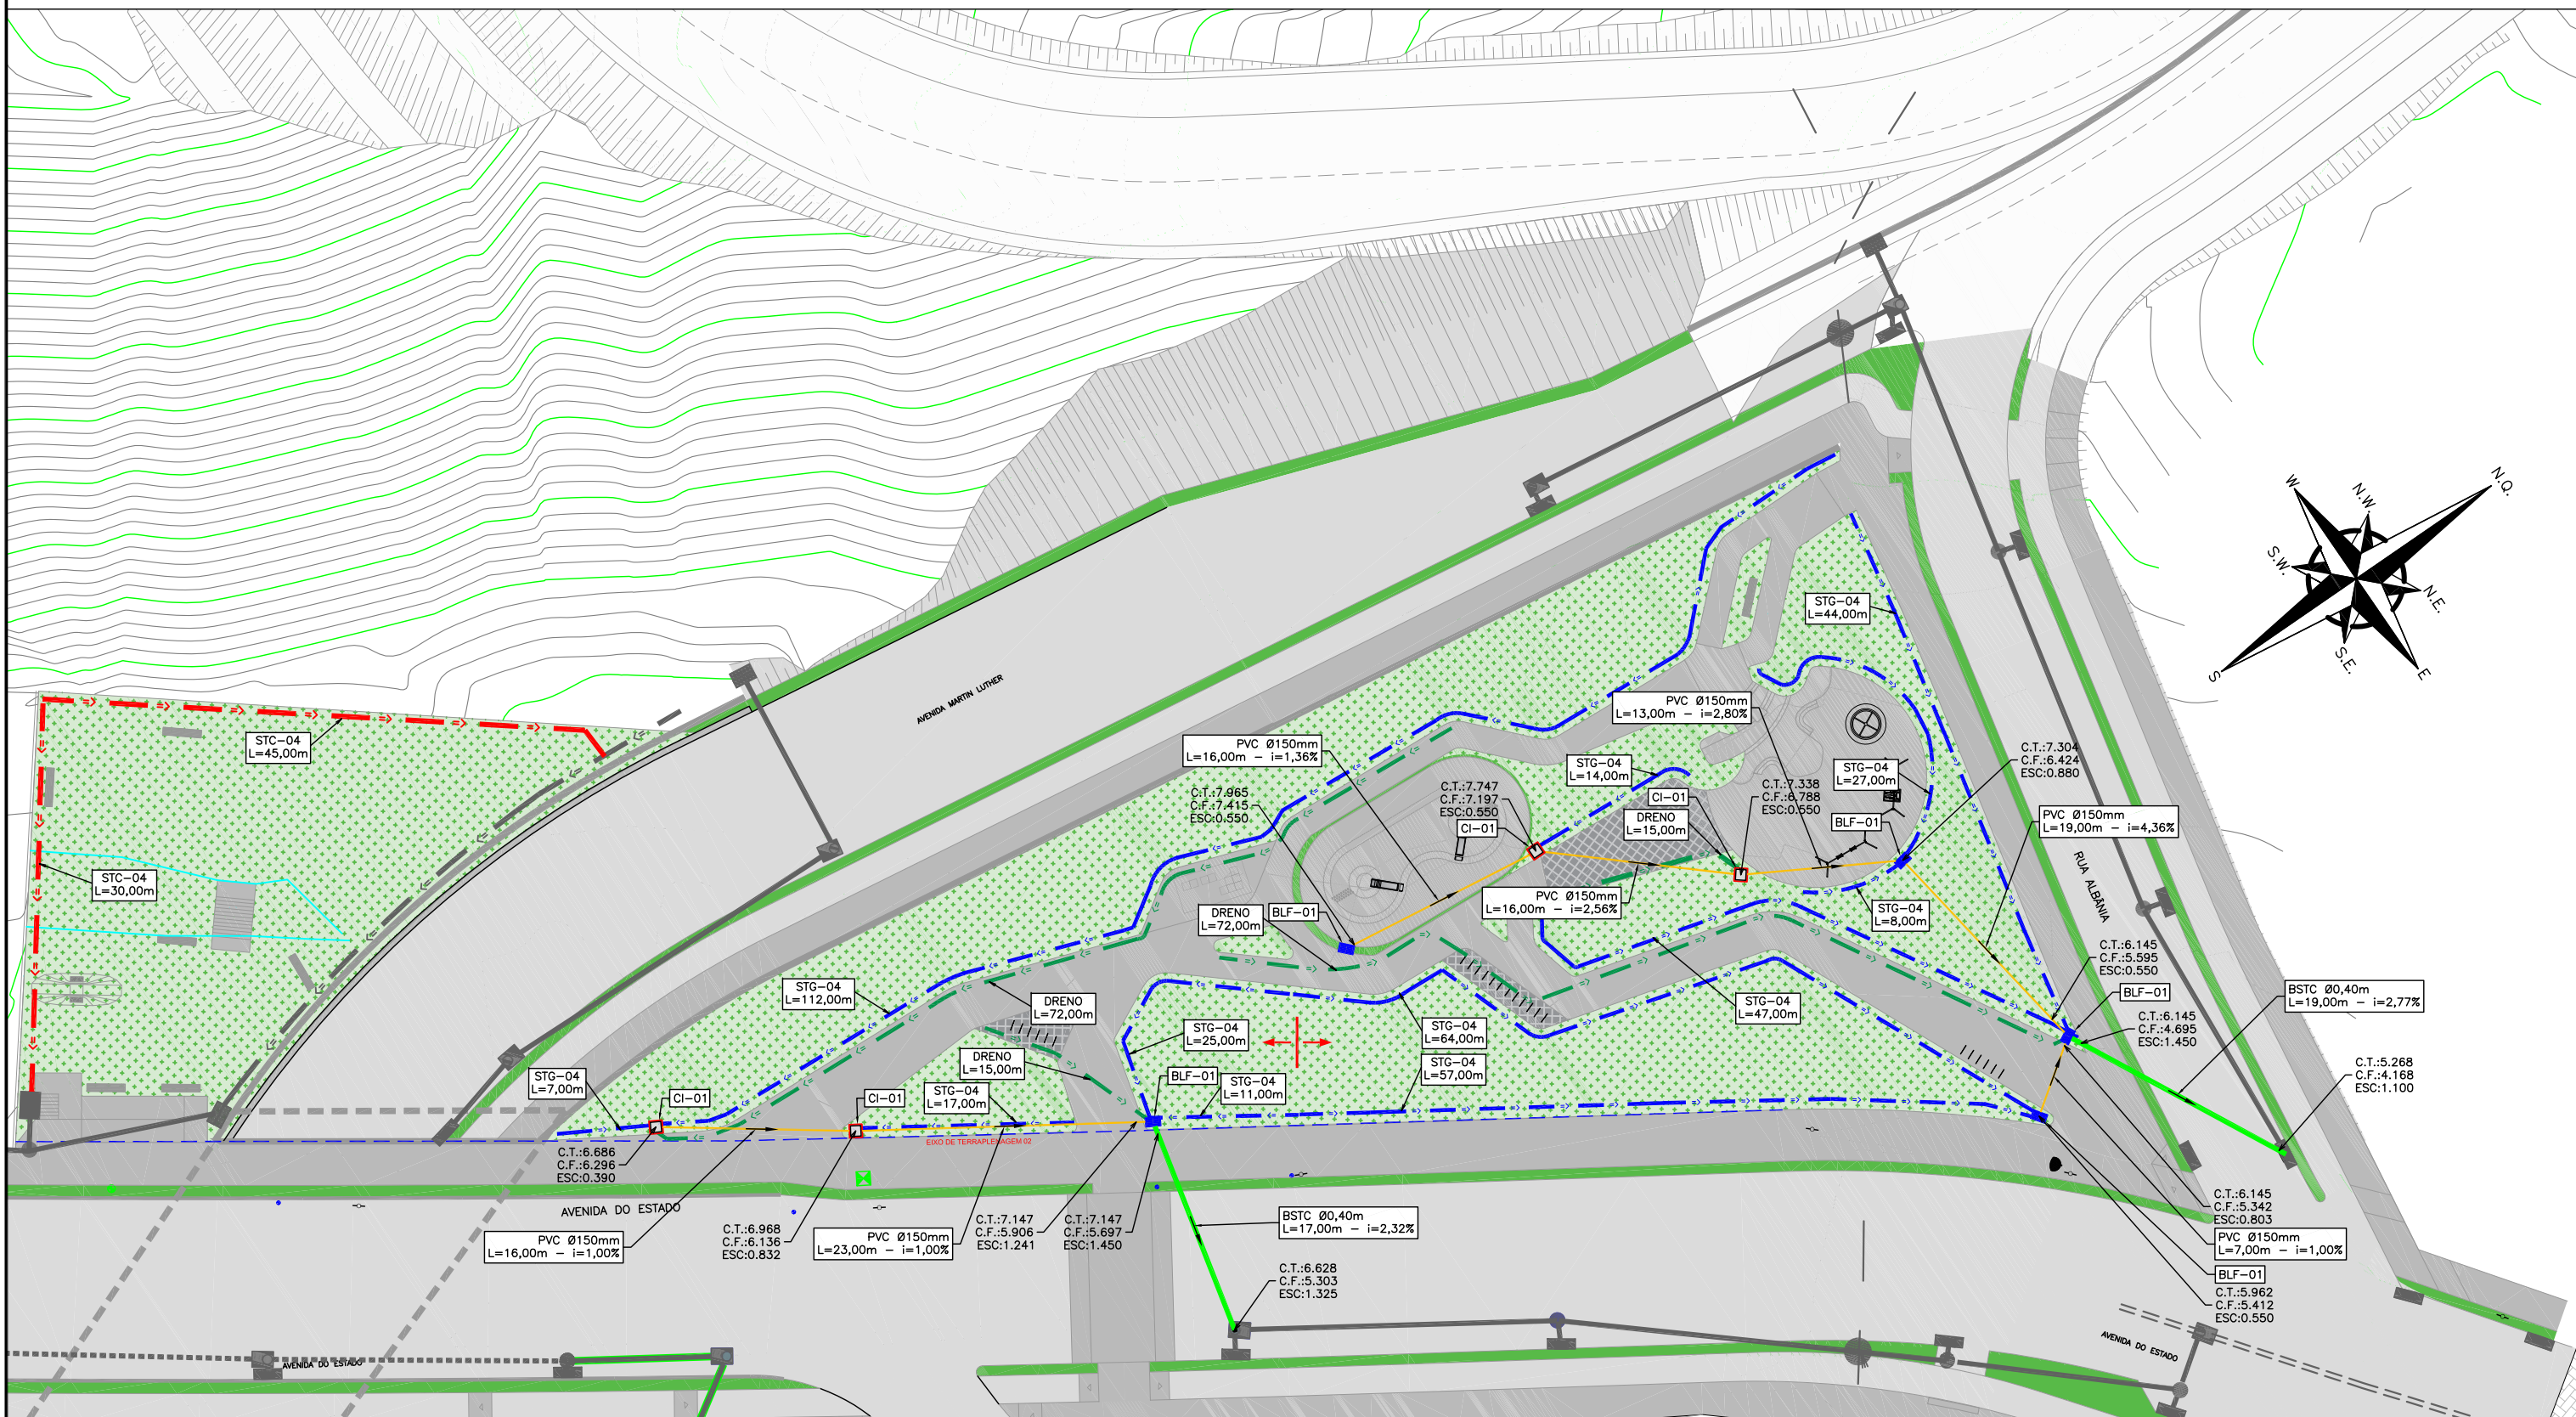 W
N.W.
N.Q.
S.W.
N.E.
S.E.
S
E
STG-04
L=44,00m
AVENIDA MARTIN LUTHER
PVC Ø150mm
L=13,00m - i=2,80%
STC-04
L=45,00m
PVC Ø150mm
L=16,00m - i=1,36%
STG-04
L=14,00m
C.T.:7.304
C.F.:6.424
ESC:0.880
STG-04
L=27,00m
C.T.:7.965
C.F.:7.415
ESC:0.550
C.T.:7.747
C.F.:7.197
ESC:0.550
CI-01
CI-01
C.T.:7.338
C.F.:6.788
ESC:0.550
DRENO
L=15,00m
BLF-01
PVC Ø150mm
L=19,00m - i=4,36%
RUA ALBÂNIA
STC-04
L=30,00m
DRENO
L=72,00m
BLF-01
PVC Ø150mm
L=16,00m - i=2,56%
STG-04
L=8,00m
C.T.:6.145
C.F.:5.595
ESC:0.550
BLF-01
BSTC Ø0,40m
L=19,00m - i=2,77%
STG-04
L=112,00m
DRENO
L=72,00m
STG-04
L=47,00m
C.T.:6.145
C.F.:4.695
ESC:1.450
STG-04
L=25,00m
STG-04
L=64,00m
C.T.:5.268
C.F.:4.168
ESC:1.100
DRENO
L=15,00m
STG-04
L=57,00m
STG-04
L=7,00m
CI-01
CI-01
STG-04
L=17,00m
BLF-01
STG-04
L=11,00m
EIXO DE TERRAPLENAGEM 02
C.T.:6.686
C.F.:6.296
ESC:0.390
AVENIDA DO ESTADO
PVC Ø150mm
L=16,00m - i=1,00%
C.T.:6.968
C.F.:6.136
ESC:0.832
PVC Ø150mm
L=23,00m - i=1,00%
C.T.:7.147
C.F.:5.906
ESC:1.241
C.T.:7.147
C.F.:5.697
ESC:1.450
BSTC Ø0,40m
L=17,00m - i=2,32%
C.T.:6.145
C.F.:5.342
ESC:0.803
PVC Ø150mm
L=7,00m - i=1,00%
BLF-01
C.T.:5.962
C.F.:5.412
ESC:0.550
C.T.:6.628
C.F.:5.303
ESC:1.325
AVENIDA DO ESTADO
AVENIDA DO ESTADO